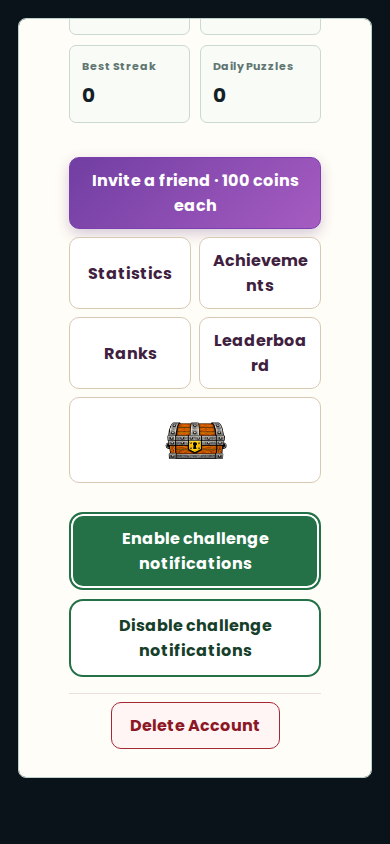 Best Streak
Daily Puzzles
0
0
Invite a friend · 100 coins
each
Statistics
Achieveme
nts
Ranks
Leaderboa
rd
Enable challenge
notifications
Disable challenge
notifications
Delete Account